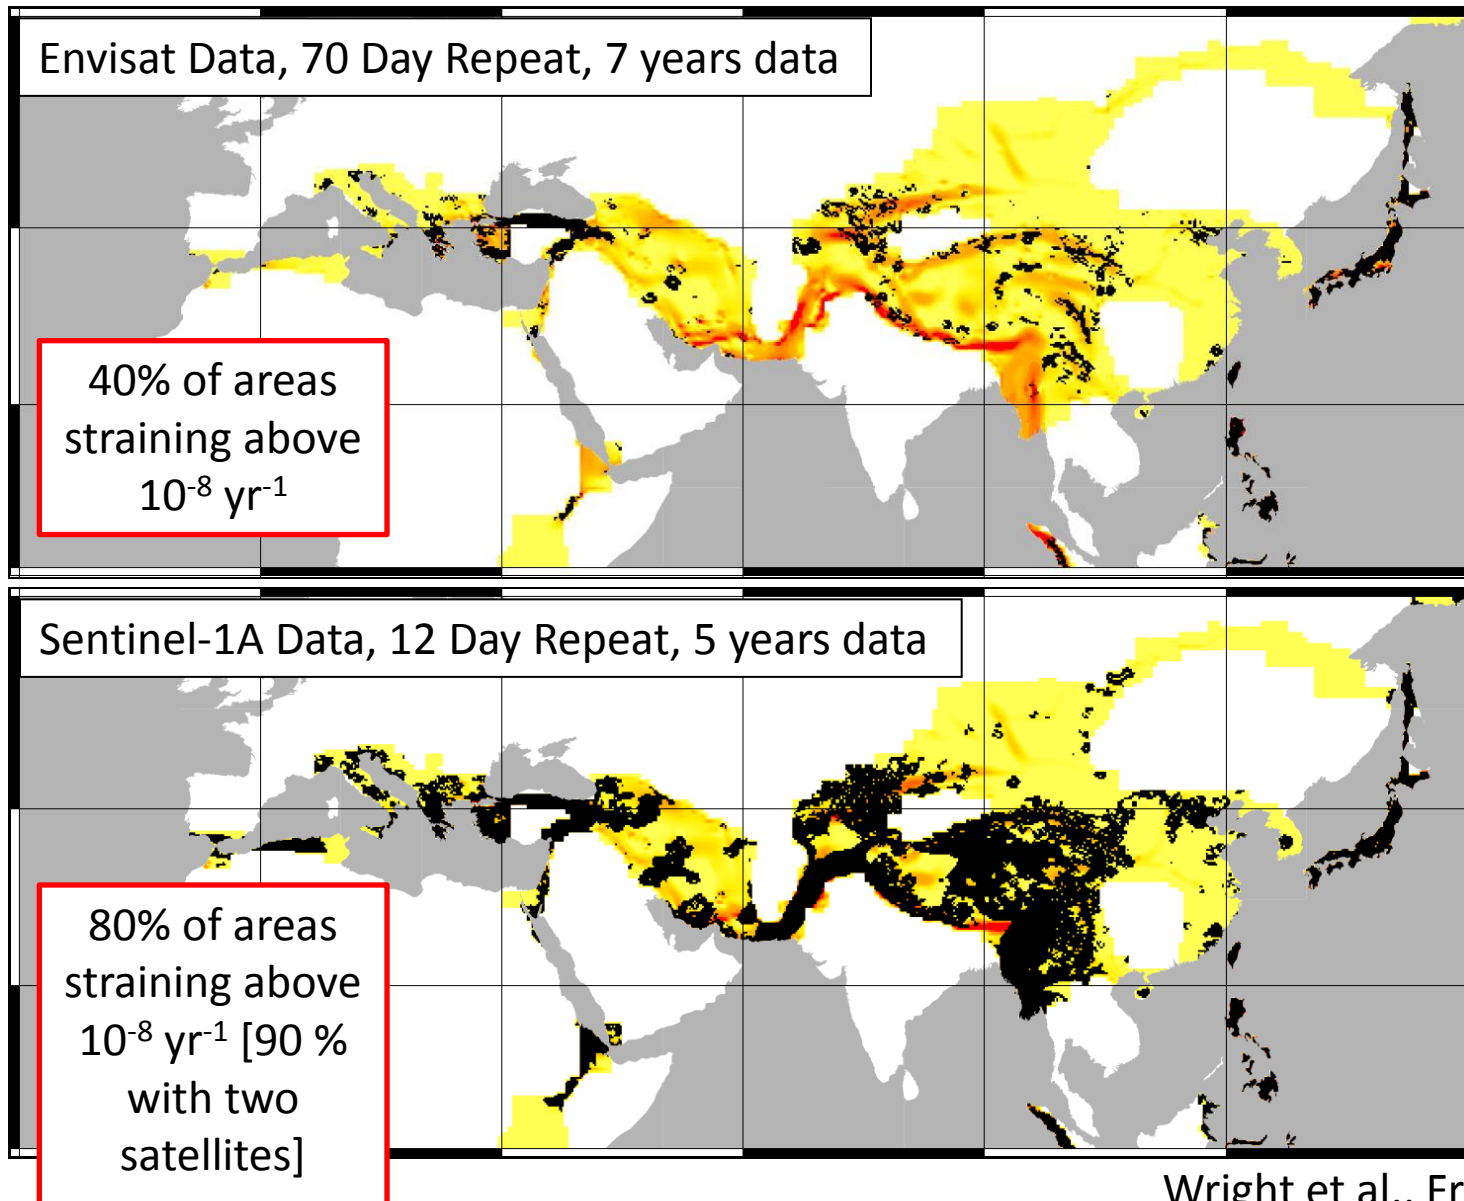 Envisat Data, 70 Day Repeat, 7 years data
40% of areas
straining above
10⁻⁸ yr⁻¹
Sentinel-1A Data, 12 Day Repeat, 5 years data
80% of areas
straining above
10⁻⁸ yr⁻¹ [90 %
with two
satellites]
Wright et al., Fr